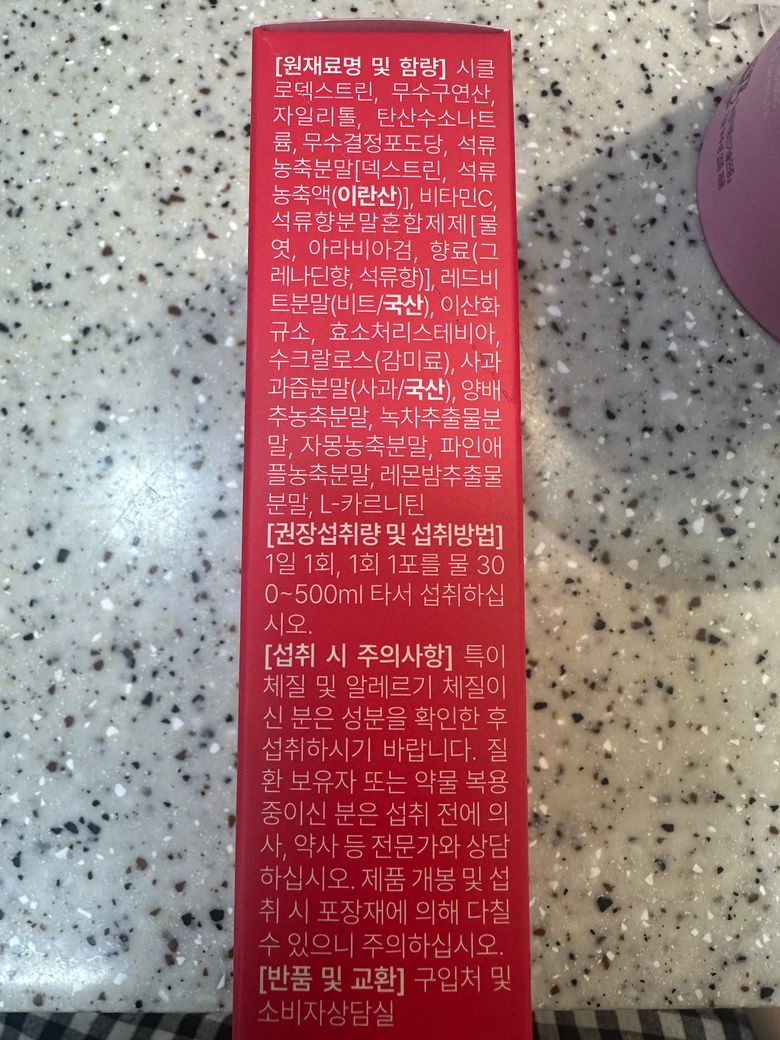 [원재료명 및 함량] 시클
로덱스트린, 무수구연산,
자일리톨, 탄산수소나트
륨, 무수결정포도당, 석류
농축분말[덱스트린, 석류
농축액(이란산)], 비타민C,
석류향분말혼합제제[물
엿, 아라비아검, 향료(그
레나딘향, 석류향)], 레드비
트분말(비트/국산), 이산화
규소, 효소처리스테비아,
수크랄로스(감미료), 사과
과즙분말(사과/국산), 양배
추농축분말, 녹차추출물분
말, 자몽농축분말, 파인애
플농축분말, 레몬밤추출물
분말, L-카르니틴
[권장섭취량 및 섭취방법]
1일 1회, 1회 1포를 물 30
0~500ml 타서 섭취하십
시오.
[섭취 시 주의사항] 특이
체질 및 알레르기 체질이
신 분은 성분을 확인한 후
섭취하시기 바랍니다. 질
환 보유자 또는 약물 복용
중이신 분은 섭취 전에 의
사, 약사 등 전문가와 상담
하십시오. 제품 개봉 및 섭
취 시 포장재에 의해 다칠
수 있으니 주의하십시오.
[반품 및 교환] 구입처 및
소비자상담실